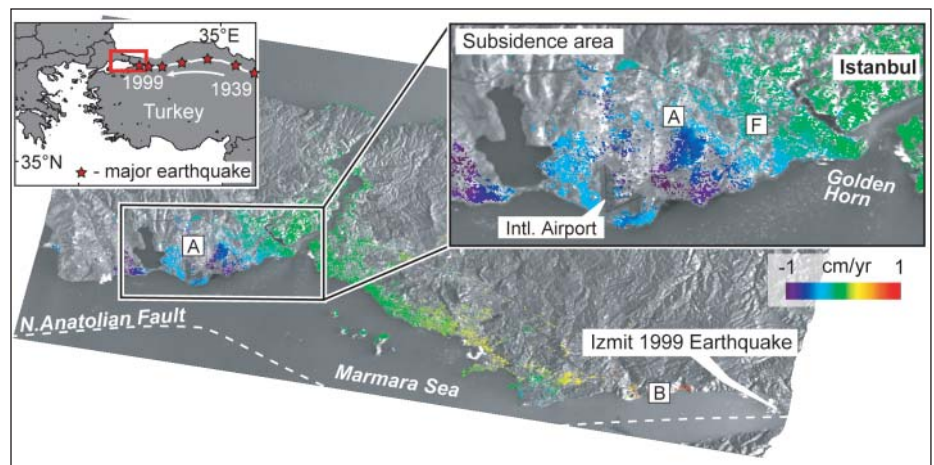 35°E
1999
1939
Turkey
35°N
- major earthquake
Subsidence area
Istanbul
A
F
Golden
Horn
Intl. Airport
-1 cm/yr 1
A
N.Anatolian Fault
Marmara Sea
Izmit 1999 Earthquake
B